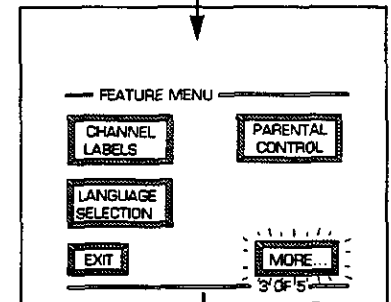 FEATURE MENU
CHANNEL
LABELS
PARENTAL
CONTROL
LANGUAGE
SELECTION
EXIT
MORE...
3 OF 5